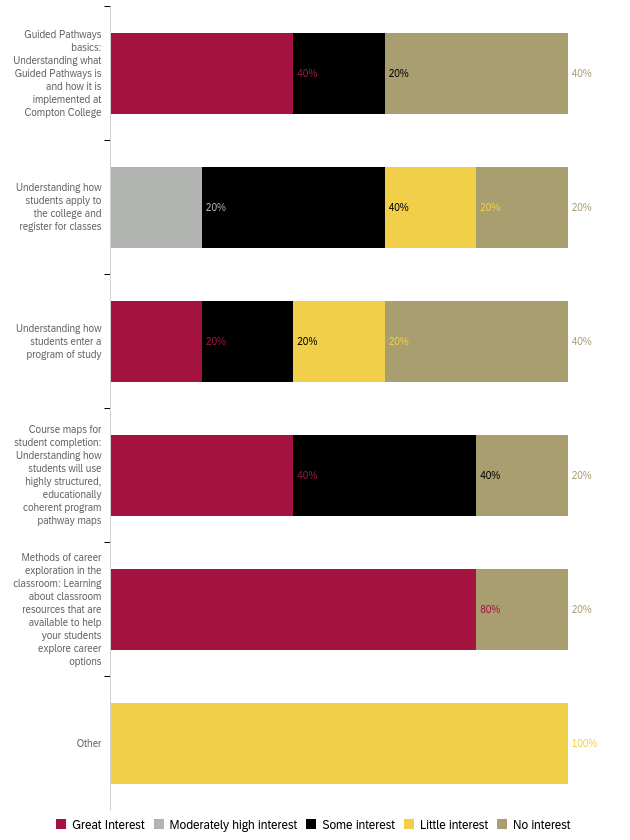 Guided Pathways
basics:
Understanding what
Guided Pathways is
and how it is
implemented at
Compton College
40%
20%
40%
Understanding how
students apply to
the college and
register for classes
20%
40%
20%
20%
Understanding how
students enter a
program of study
20%
20%
20%
40%
Course maps for
student completion:
Understanding how
students will use
highly structured,
educationally
coherent program
pathway maps
40%
40%
20%
Methods of career
exploration in the
classroom: Learning
about classroom
resources that are
available to help
your students
explore career
options
80%
20%
Other
100%
Great Interest Moderately high interest Some interest Little interest No interest